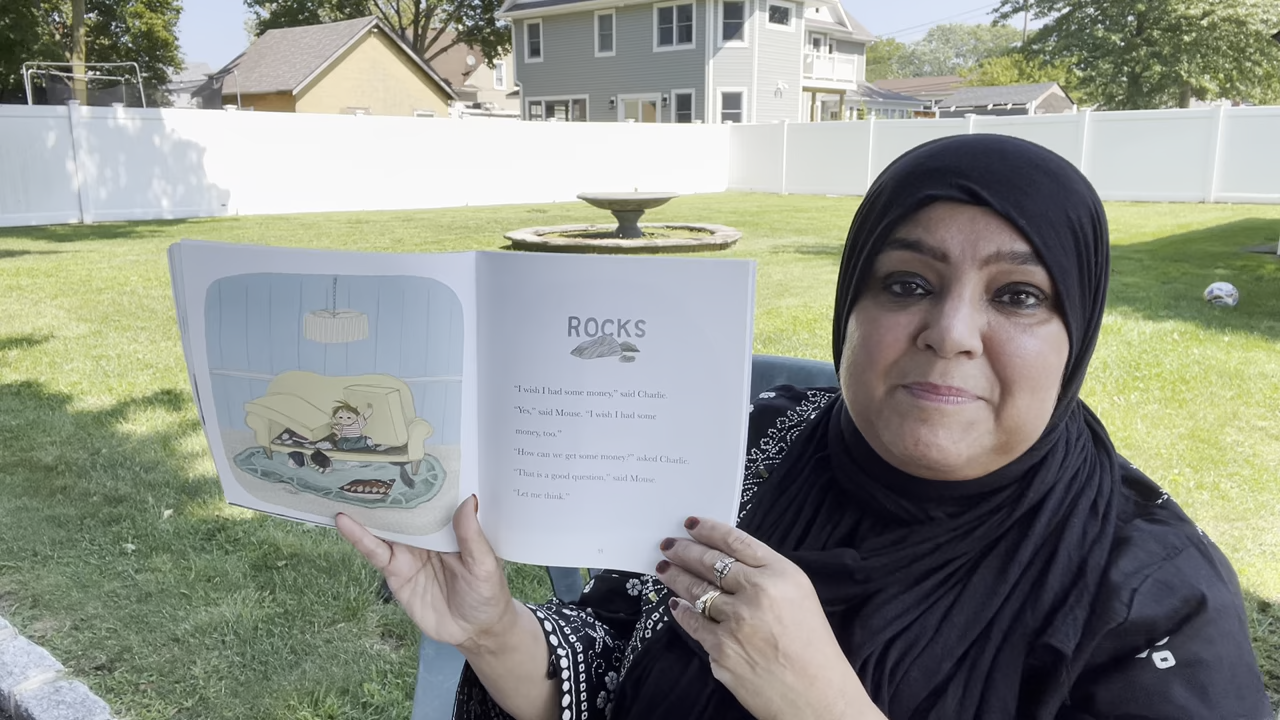 ROCKS
"I wish I had some money," said Charlie.
"Yes," said Mouse. "I wish I had some
money, too."
"How can we get some money?" asked Charlie.
"That is a good question," said Mouse.
"Let me think."